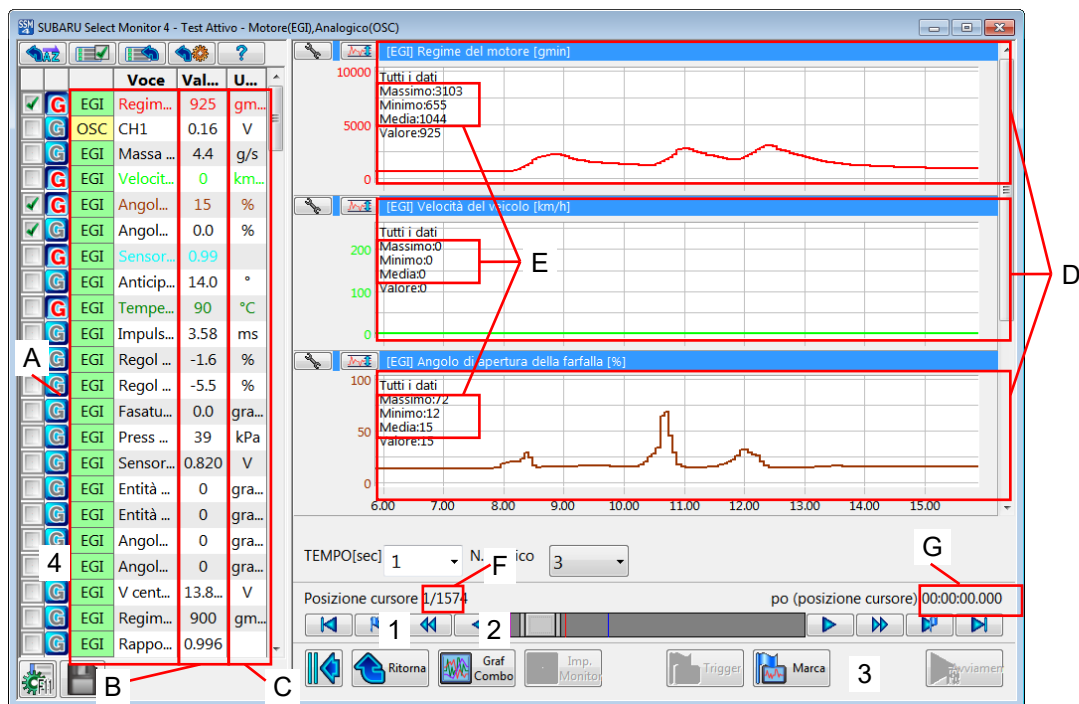 SUBARU Select Monitor 4 - Test Attivo - Motore(EGI),Analogico(OSC)
Voce Val... U...
G EGI Regim... 925 gm...
G OSC CH1 0.16 V
G EGI Massa ... 4.4 g/s
G EGI Velocit... 0 km...
G EGI Angol... 15 %
G EGI Angol... 0.0 %
G EGI Sensor... 0.99
G EGI Anticip... 14.0 °
G EGI Tempe... 90 °C
G EGI Impuls... 3.58 ms
G EGI Regol ... -1.6 %
G EGI Regol ... -5.5 %
G EGI Fasatu... 0.0 gra...
G EGI Press ... 39 kPa
G EGI Sensor... 0.820 V
G EGI Entità ... 0 gra...
G EGI Entità ... 0 gra...
G EGI Angol... 0 gra...
EGI Angol... 0 gra...
G EGI V cent... 13.8... V
G EGI Regim... 900 gm...
G EGI Rappo... 0.996
A
4
B
C
[EGI] Regime del motore [gmin]
10000
5000
0
Tutti i dati
Massimo:3103
Minimo:655
Media:1044
Valore:925
[EGI] Velocità del veicolo [km/h]
200
100
0
Tutti i dati
Massimo:0
Minimo:0
Media:0
Valore:0
E
D
[EGI] Angolo di apertura della farfalla [%]
100
50
0
Tutti i dati
Massimo:72
Minimo:12
Media:15
Valore:15
6.00 7.00 8.00 9.00 10.00 11.00 12.00 13.00 14.00 15.00
TEMPO[sec] 1 N. ico 3
F
G
Posizione cursore 1/1574 po (posizione cursore) 00:00:00.000
1 2
Ritorna
Graf Combo
Imp. Monitor
Trigger
Marca
3
vviamen